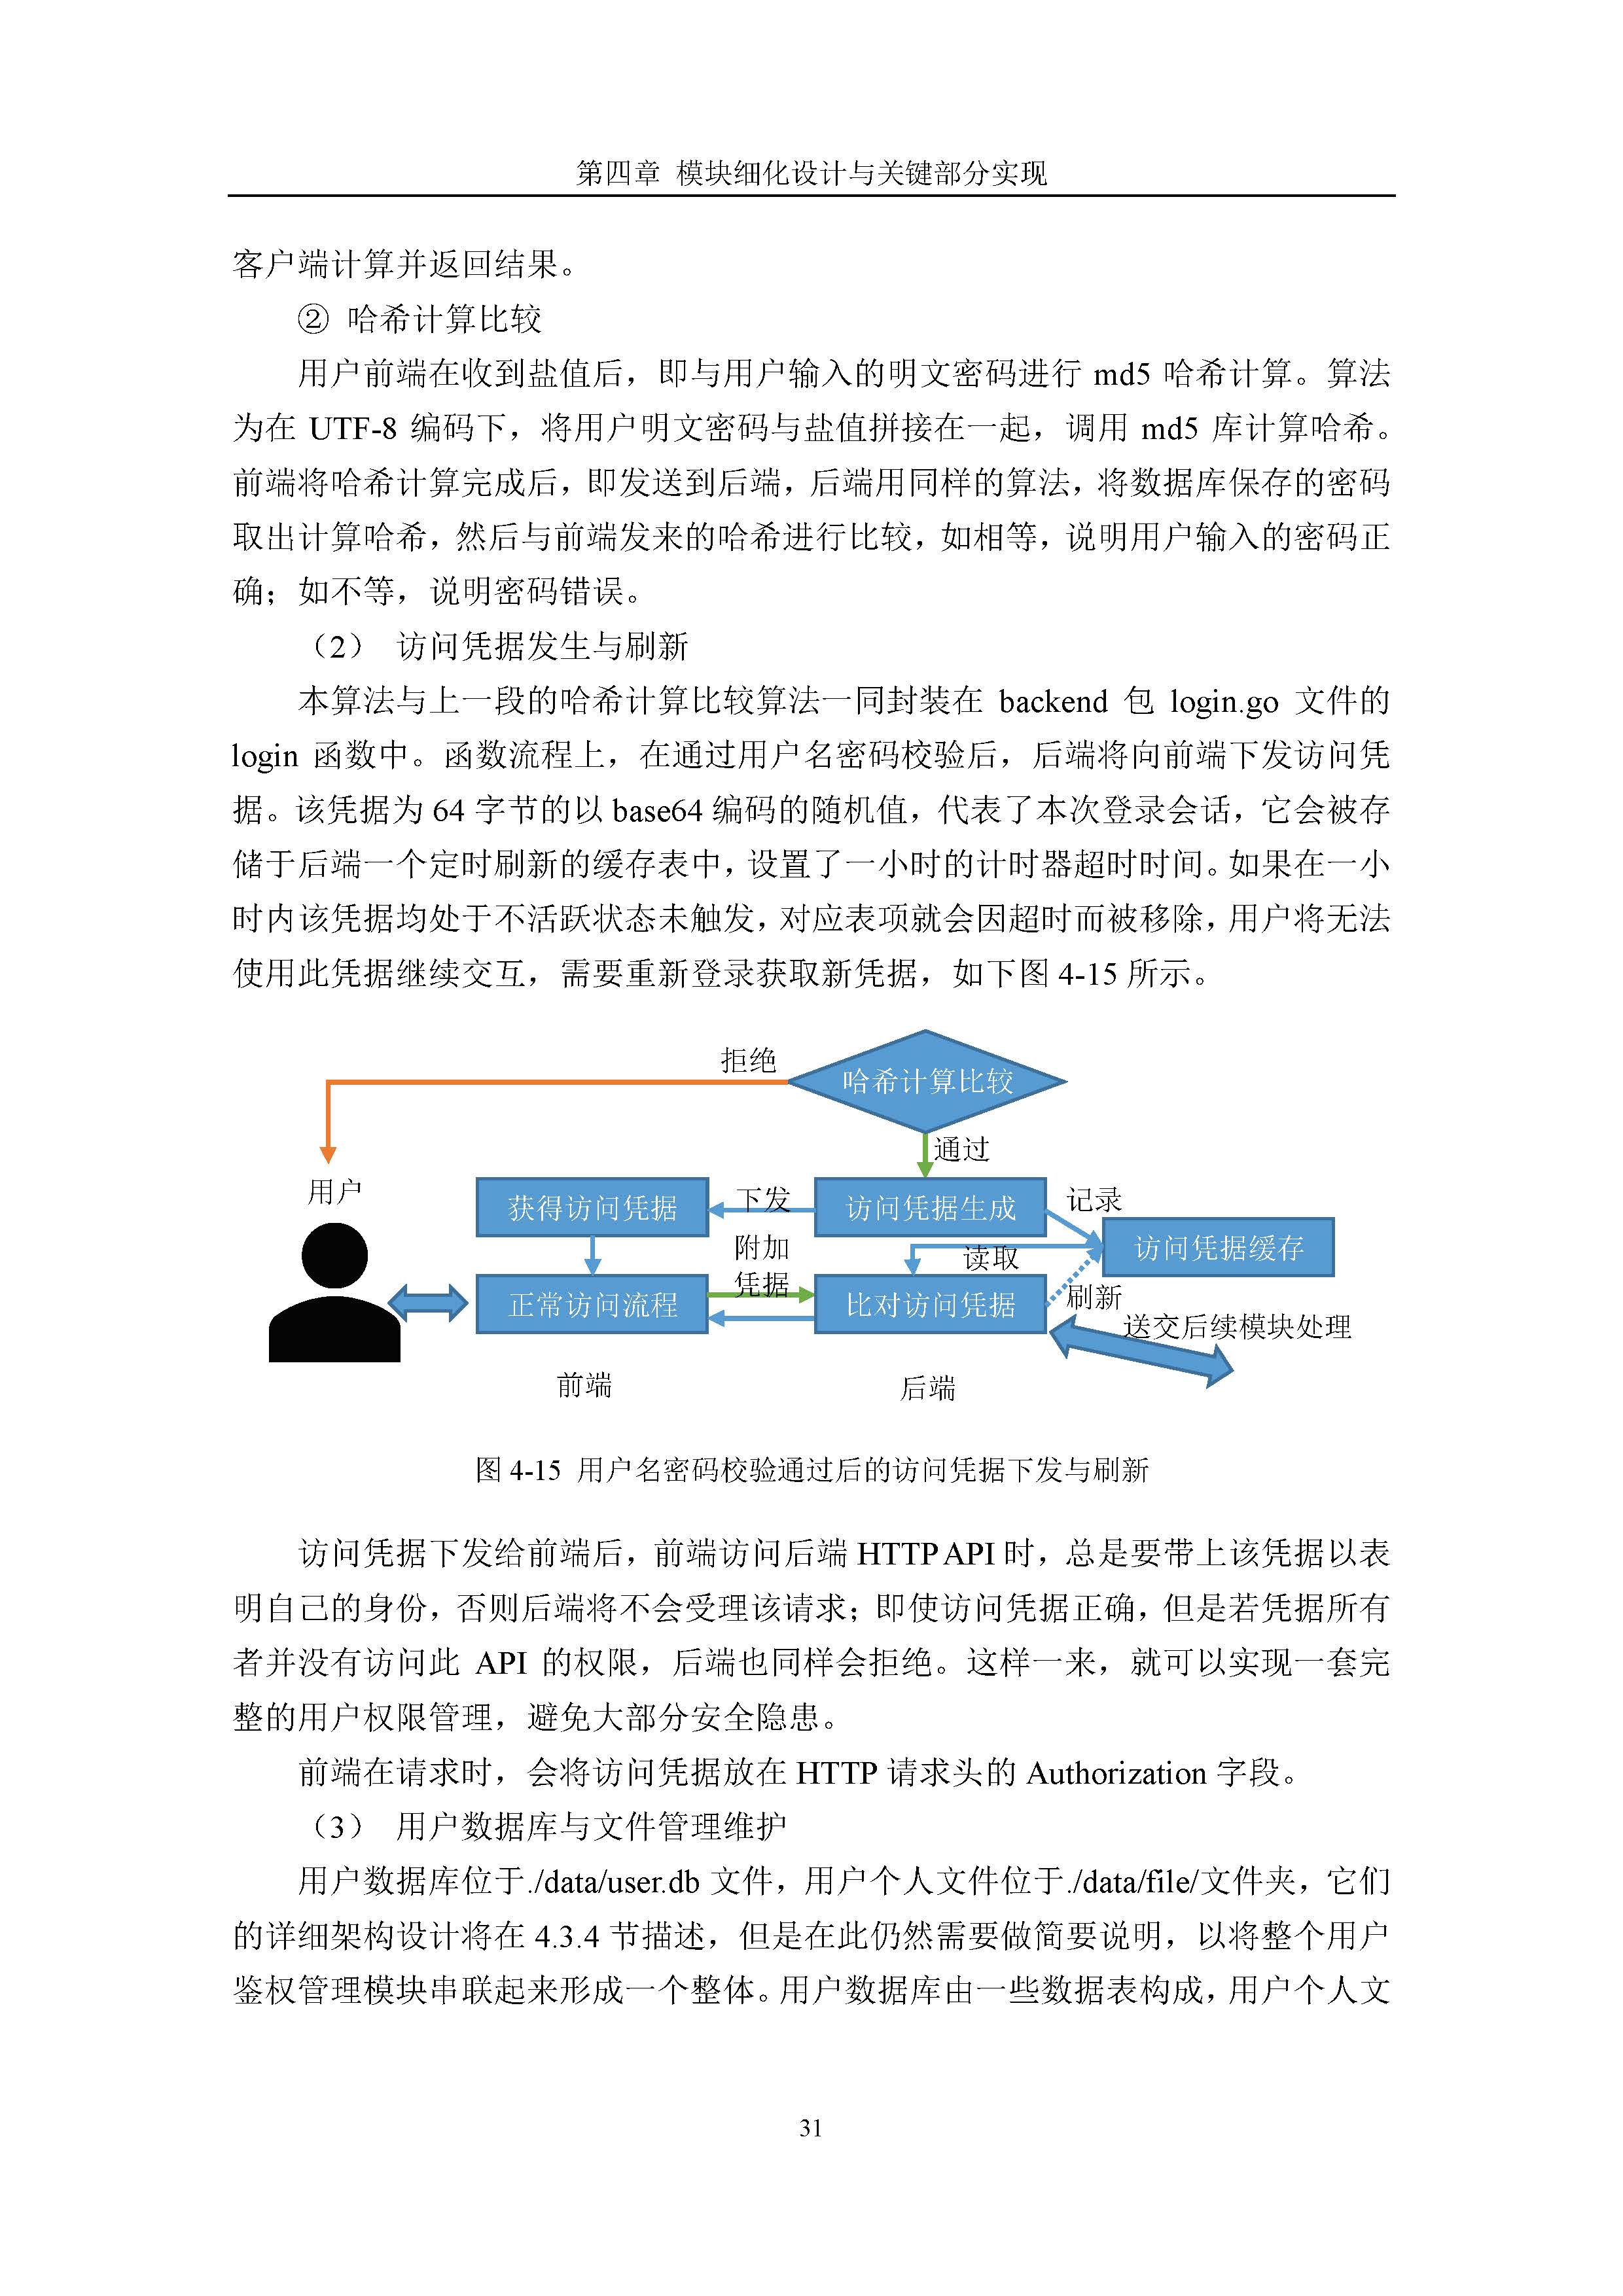 第四章 模块细化设计与关键部分实现
客户端计算并返回结果。
② 哈希计算比较
用户前端在收到盐值后，即与用户输入的明文密码进行 md5 哈希计算。算法
为在 UTF-8 编码下，将用户明文密码与盐值拼接在一起，调用 md5 库计算哈希。
前端将哈希计算完成后，即发送到后端，后端用同样的算法，将数据库保存的密码
取出计算哈希，然后与前端发来的哈希进行比较，如相等，说明用户输入的密码正
确；如不等，说明密码错误。
（2） 访问凭据发生与刷新
本算法与上一段的哈希计算比较算法一同封装在 backend 包 login.go 文件的
login 函数中。函数流程上，在通过用户名密码校验后，后端将向前端下发访问凭
据。该凭据为 64 字节的以 base64 编码的随机值，代表了本次登录会话，它会被存
储于后端一个定时刷新的缓存表中，设置了一小时的计时器超时时间。如果在一小
时内该凭据均处于不活跃状态未触发，对应表项就会因超时而被移除，用户将无法
使用此凭据继续交互，需要重新登录获取新凭据，如下图 4-15 所示。
拒绝
哈希计算比较
通过
用户
获得访问凭据
下发
访问凭据生成
记录
附加
凭据
读取
访问凭据缓存
正常访问流程
比对访问凭据
刷新
送交后续模块处理
前端
后端
图 4-15 用户名密码校验通过后的访问凭据下发与刷新
访问凭据下发给前端后，前端访问后端 HTTP API 时，总是要带上该凭据以表
明自己的身份，否则后端将不会受理该请求；即使访问凭据正确，但是若凭据所有
者并没有访问此 API 的权限，后端也同样会拒绝。这样一来，就可以实现一套完
整的用户权限管理，避免大部分安全隐患。
前端在请求时，会将访问凭据放在 HTTP 请求头的 Authorization 字段。
（3） 用户数据库与文件管理维护
用户数据库位于./data/user.db 文件，用户个人文件位于./data/file/文件夹，它们
的详细架构设计将在 4.3.4 节描述，但是在此仍然需要做简要说明，以将整个用户
鉴权管理模块串联起来形成一个整体。用户数据库由一些数据表构成，用户个人文
31